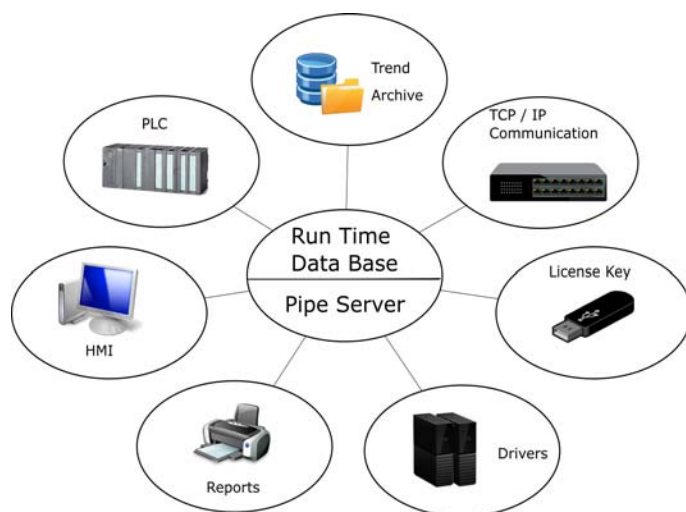 Trend
Archive
PLC
TCP / IP
Communication
Run Time
Data Base
Pipe Server
License Key
HMI
Reports
Drivers